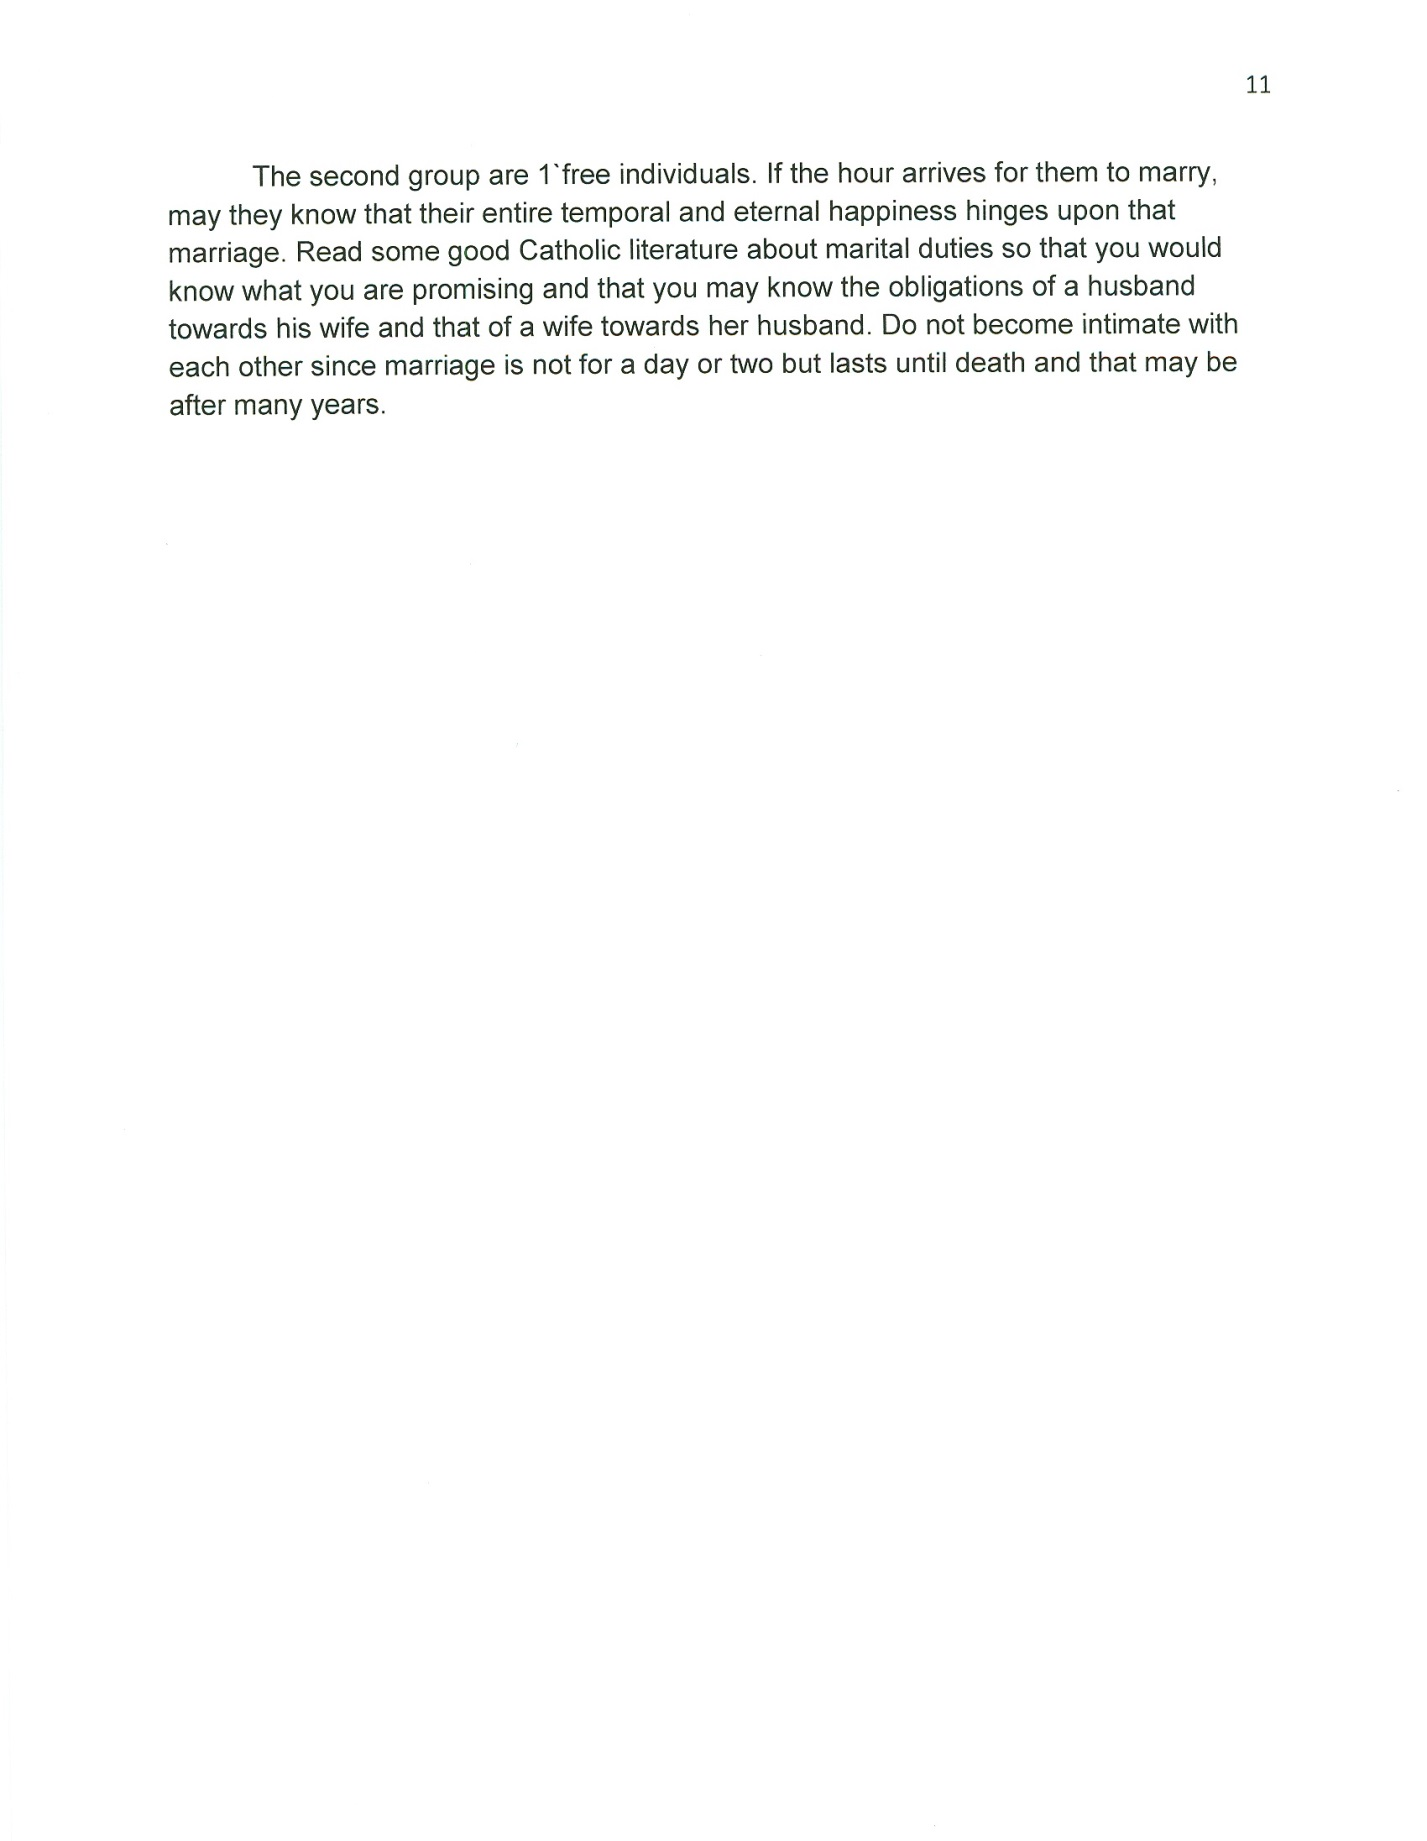 11
The second group are 1`free individuals. If the hour arrives for them to marry,
may they know that their entire temporal and eternal happiness hinges upon that
marriage. Read some good Catholic literature about marital duties so that you would
know what you are promising and that you may know the obligations of a husband
towards his wife and that of a wife towards her husband. Do not become intimate with
each other since marriage is not for a day or two but lasts until death and that may be
after many years.